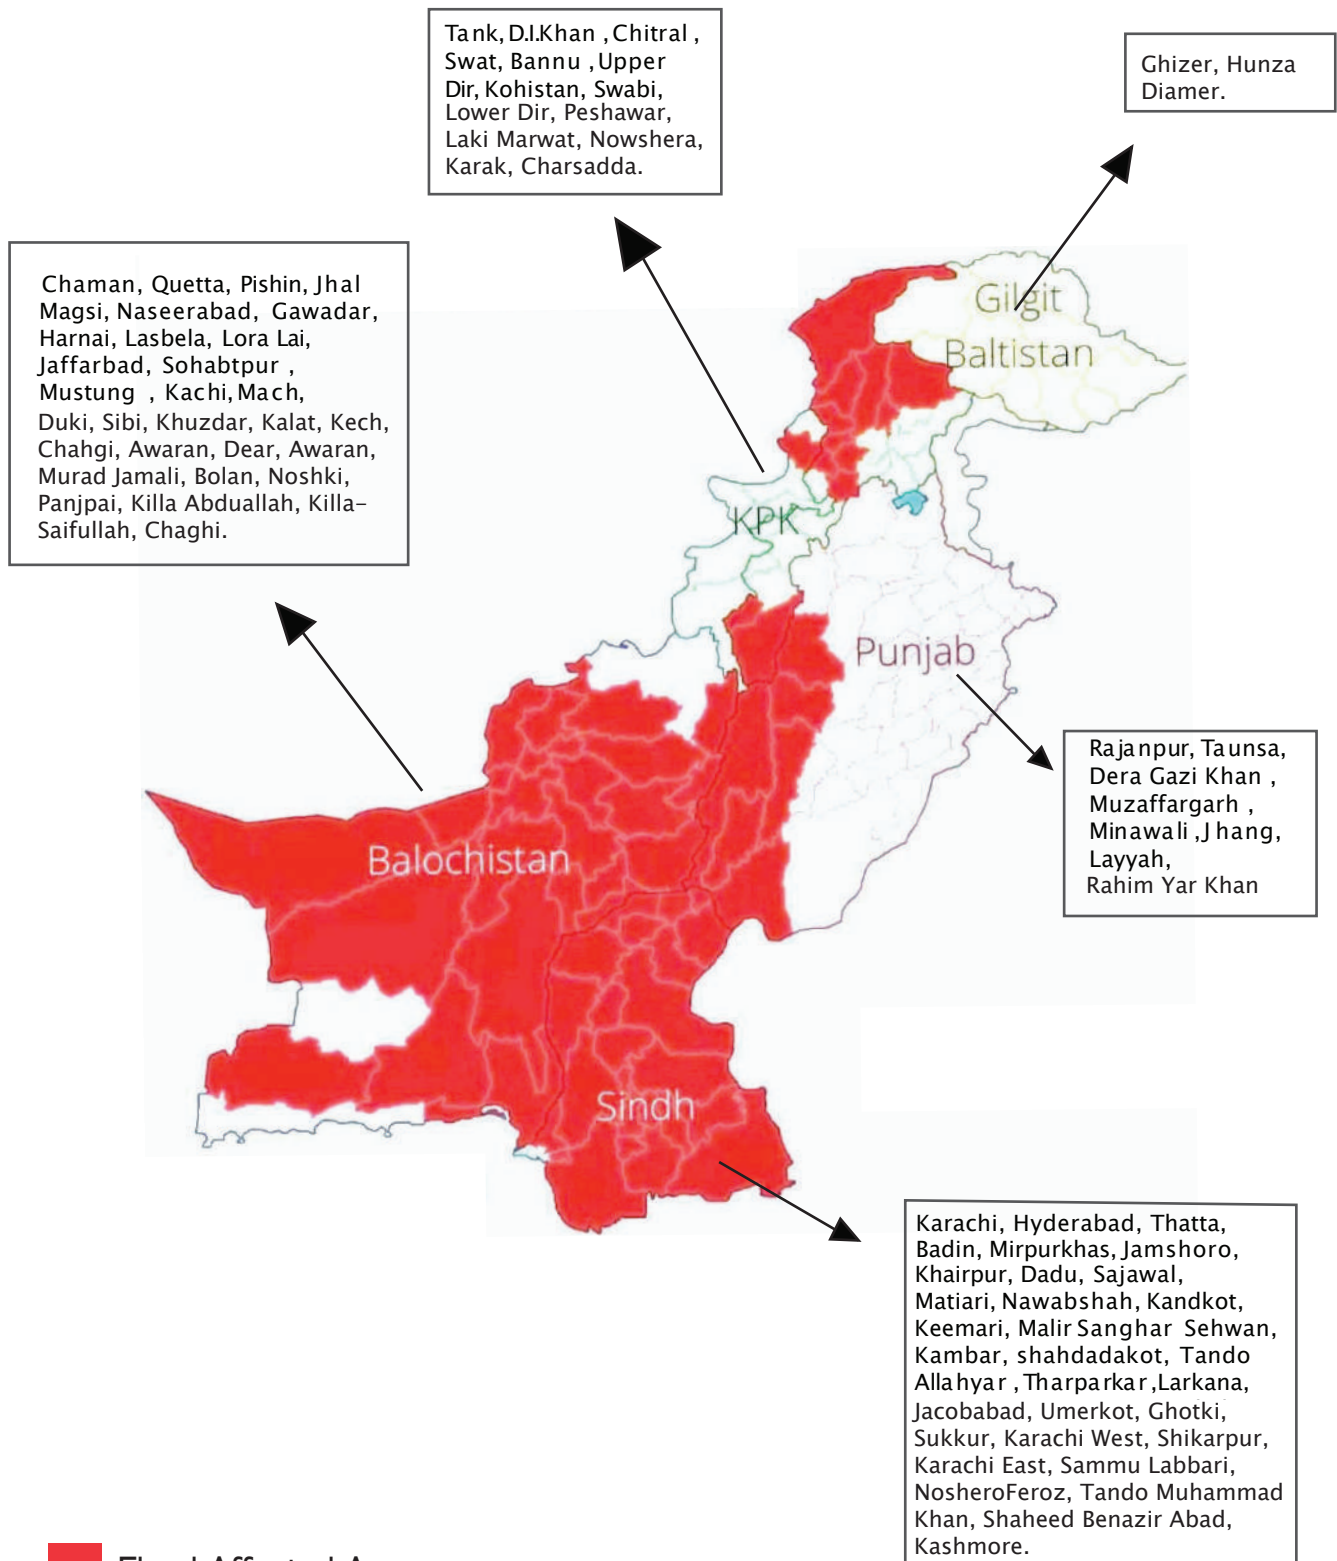 Tank, D.I.Khan , Chitral ,
Swat, Bannu , Upper
Dir, Kohistan, Swabi,
Lower Dir, Peshawar,
Laki Marwat, Nowshera,
Karak, Charsadda.
Ghizer, Hunza
Diamer.
Chaman, Quetta, Pishin, Jhal
Magsi, Naseerabad, Gawadar,
Harnai, Lasbela, Lora Lai,
Jaffarbad, Sohabtpur ,
Mustung , Kachi, Mach,
Duki, Sibi, Khuzdar, Kalat, Kech,
Chahgi, Awaran, Dear, Awaran,
Murad Jamali, Bolan, Noshki,
Panjpai, Killa Abduallah, Killa-
Saifullah, Chaghi.
Gilgit
Baltistan
KPK
Punjab
Rajanpur, Taunsa,
Dera Gazi Khan ,
Muzaffargarh ,
Minawali , Jhang,
Layyah,
Rahim Yar Khan
Balochistan
Sindh
Karachi, Hyderabad, Thatta,
Badin, Mirpurkhas, Jamshoro,
Khairpur, Dadu, Sajawal,
Matiari, Nawabshah, Kandkot,
Keemari, Malir Sanghar Sehwan,
Kambar, shahdadakot, Tando
Allahyar , Tharparkar , Larkana,
Jacobabad, Umerkot, Ghotki,
Sukkur, Karachi West, Shikarpur,
Karachi East, Sammu Labbari,
NosheroFeroz, Tando Muhammad
Khan, Shaheed Benazir Abad,
Kashmore.